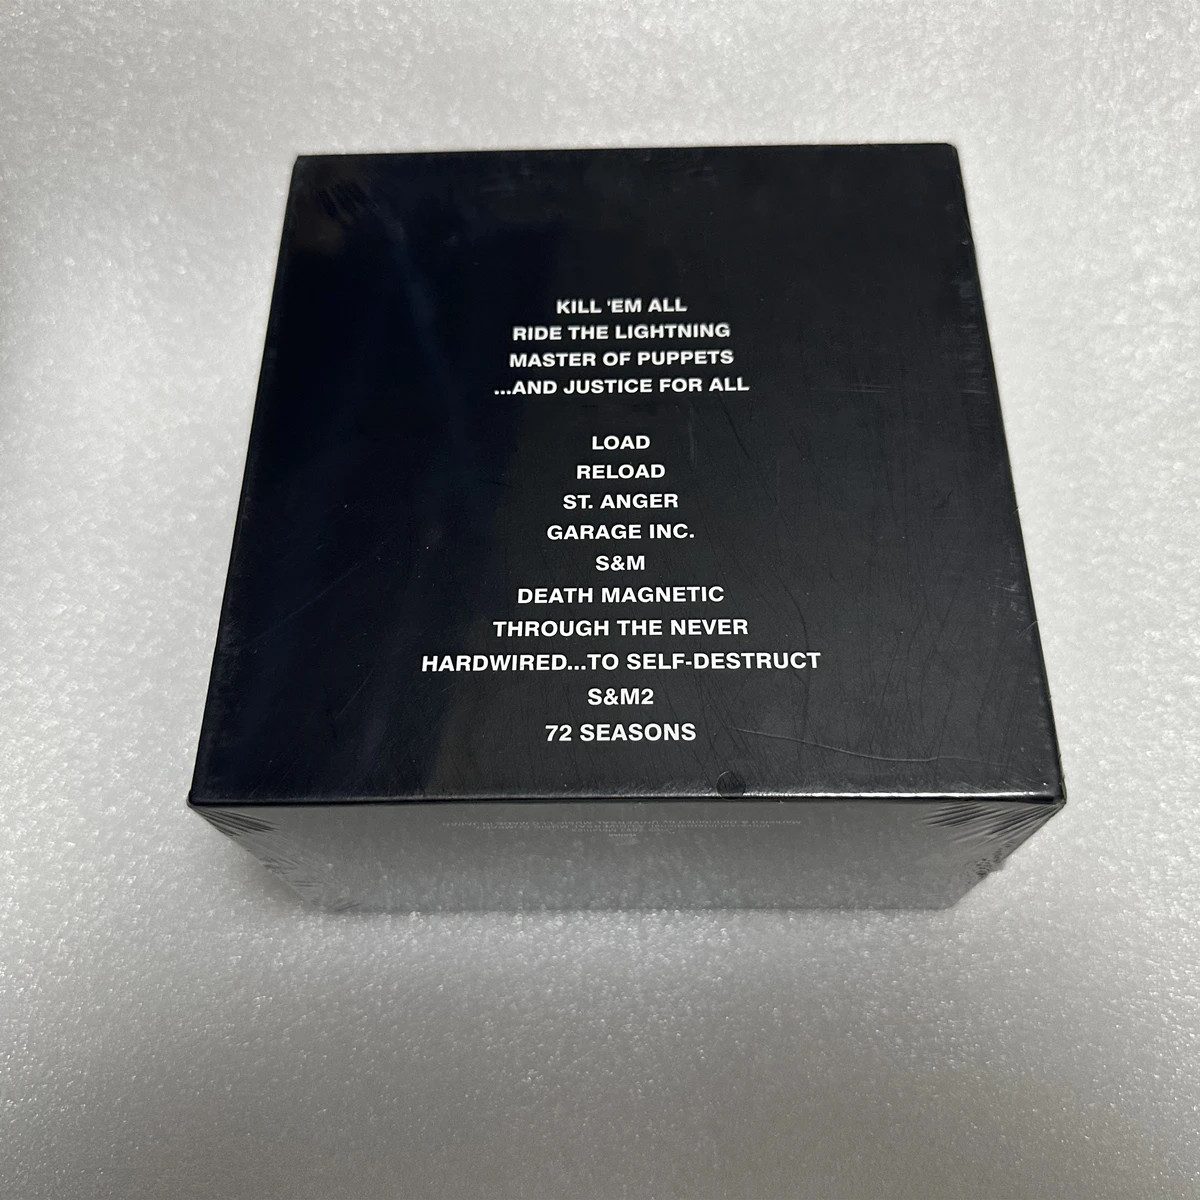 KILL 'EM ALL
RIDE THE LIGHTNING
MASTER OF PUPPETS
...AND JUSTICE FOR ALL
LOAD
RELOAD
ST. ANGER
GARAGE INC.
S&M
DEATH MAGNETIC
THROUGH THE NEVER
HARDWIRED...TO SELF-DESTRUCT
S&M2
72 SEASONS